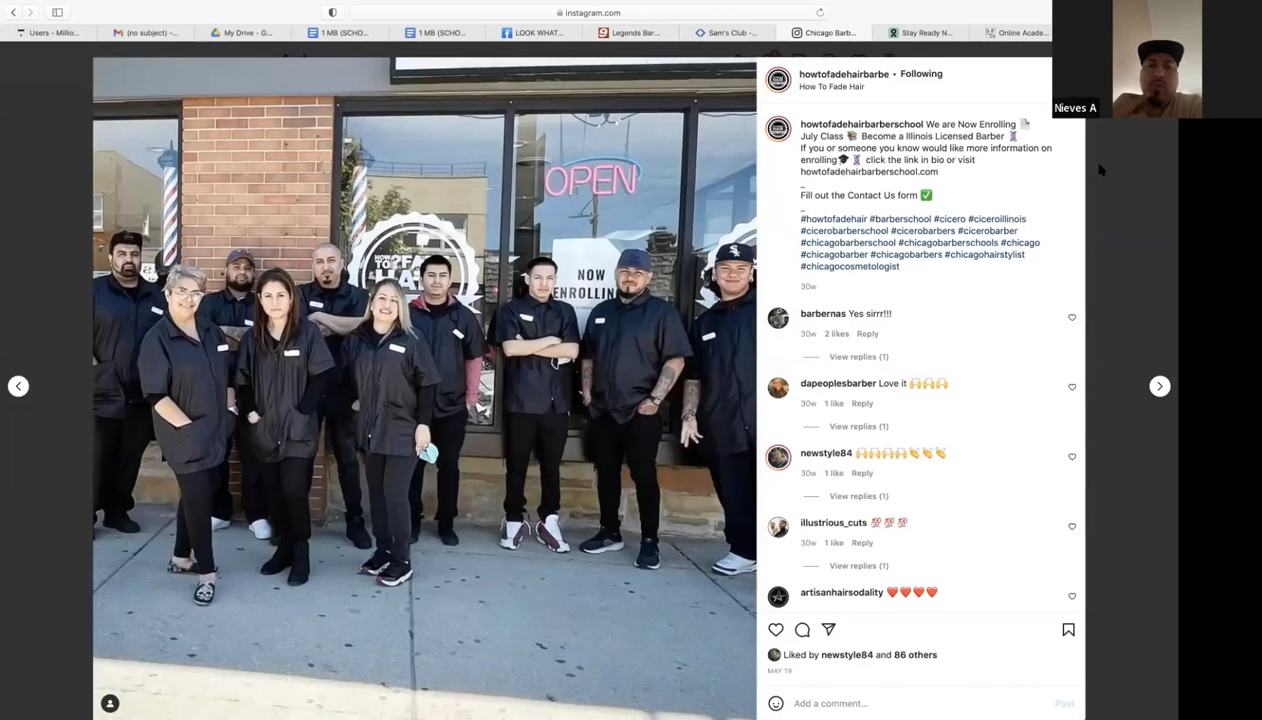 instagram.com
Users - Millio...
(no subject) -...
My Drive - G...
1 MB (SCHO...
1 MB (SCHO...
LOOK WHAT...
Legends Bar...
Sam's Club -...
Chicago Barb...
Stay Ready N...
Online Acade...
Nieves A
HOW
TO
FADE
HAIR
OPEN
NOW
ENROLLING
howtofadehairbarbe • Following
How To Fade Hair
howtofadehairbarberschool We are Now Enrolling 📄
July Class 📚 Become a Illinois Licensed Barber 💈
If you or someone you know would like more information on
enrolling🎓 💈 click the link in bio or visit
howtofadehairbarberschool.com
_
Fill out the Contact Us form ✅
_
#howtofadehair #barberschool #cicero #ciceroillinois
#cicerobarberschool #cicerobarbers #cicerobarber
#chicagobarberschool #chicagobarberschools #chicago
#chicagobarber #chicagobarbers #chicagohairstylist
#chicagocosmetologist
30w
barbernas Yes sirrr!!!
30w 2 likes Reply
View replies (1)
dapeoplesbarber Love it 🙌🙌🙌
30w 1 like Reply
View replies (1)
newstyle84 🙌🙌🙌🙌👏👏👏
30w 1 like Reply
View replies (1)
illustrious_cuts 💯 💯 💯
30w 1 like Reply
View replies (1)
artisanhairsodality ❤️❤️❤️❤️
Liked by newstyle84 and 86 others
MAY 19
Add a comment...
Post